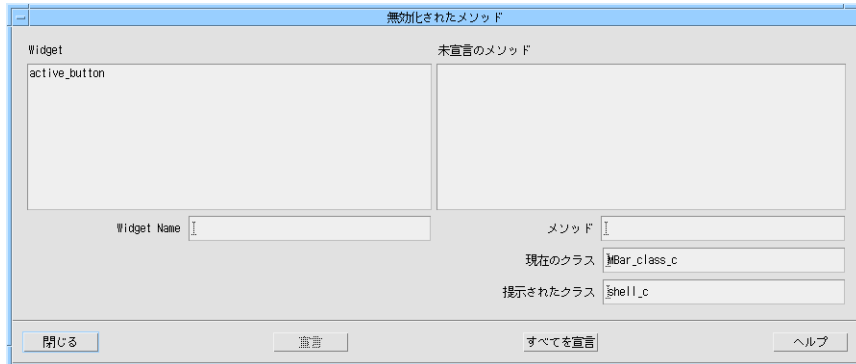 無効化されたメソッド
Widget
未宣言のメソッド
active_button
Widget Name
メソッド
現在のクラス MBar_class_c
提示されたクラス shell_c
閉じる 宣言 すべてを宣言 ヘルプ